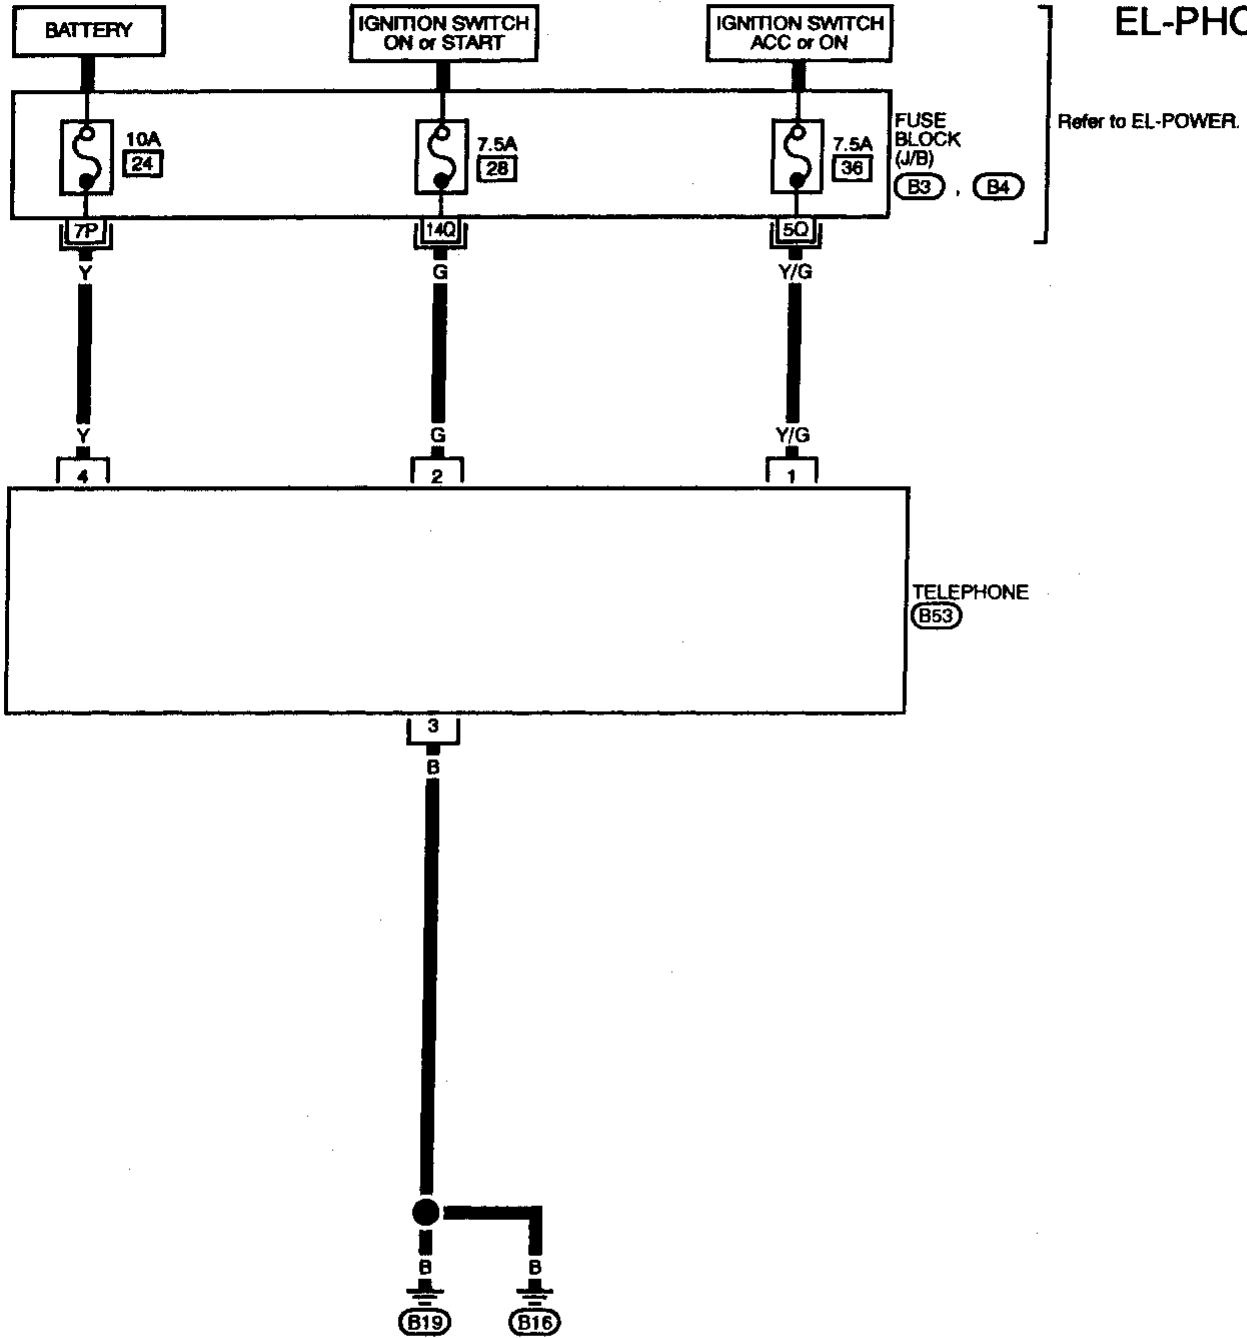 EL-PHO
BATTERY
IGNITION SWITCH
ON or START
IGNITION SWITCH
ACC or ON
10A
24
7.5A
28
7.5A
36
FUSE
BLOCK
(J/B)
B3 , B4
Refer to EL-POWER.
7P
14Q
5Q
Y
G
Y/G
Y
G
Y/G
4
2
1
TELEPHONE
B53
3
B
B
B
B19
B16